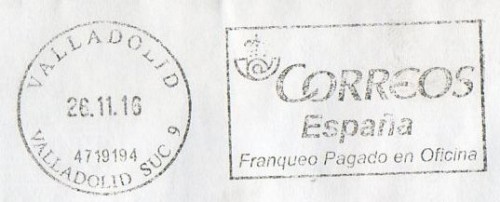 VALLADOLID
26.11.16
4719194
VALLADOLID SUC 9
CORREOS
España
Franqueo Pagado en Oficina